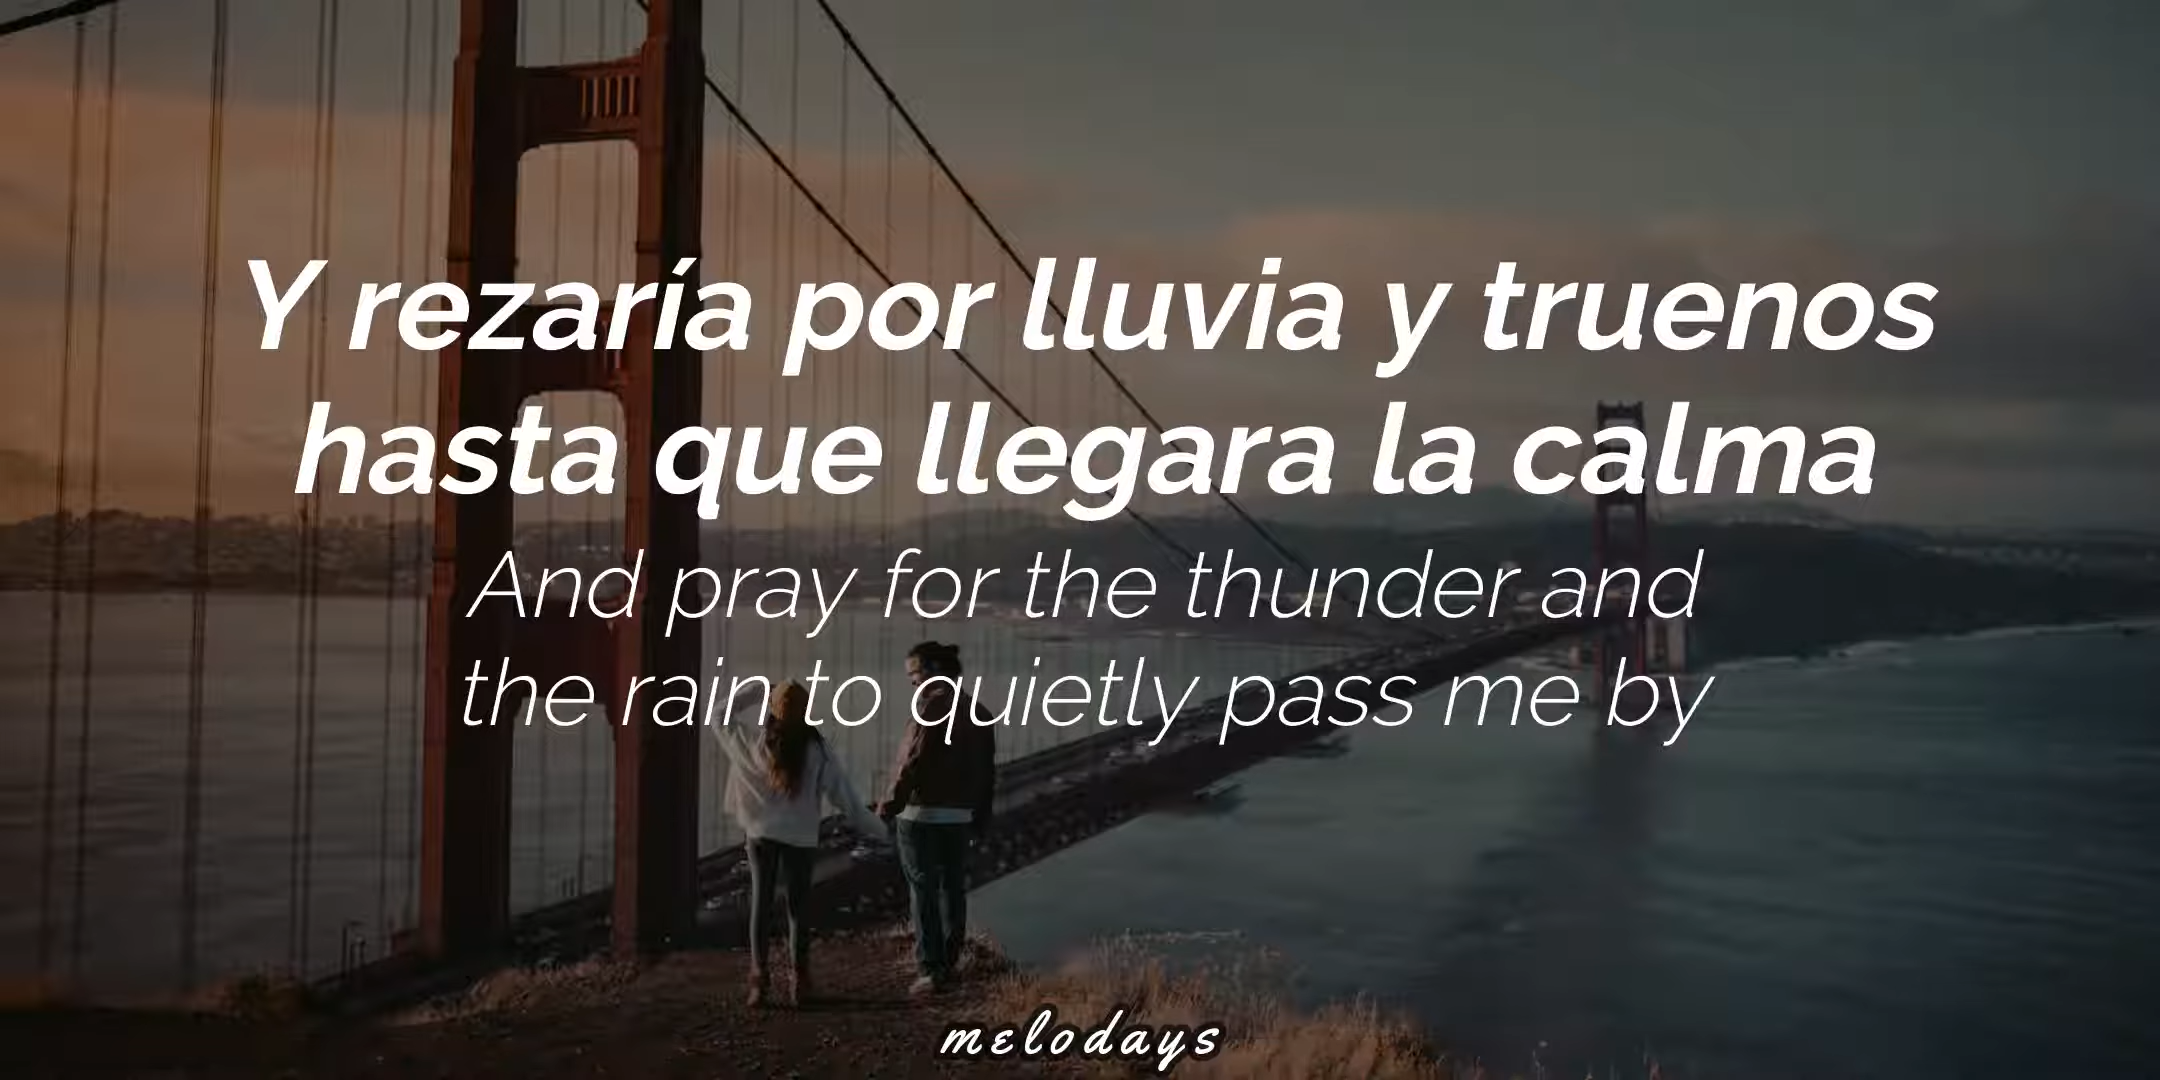 Y rezaría por lluvia y truenos
hasta que llegara la calma
And pray for the thunder and
the rain to quietly pass me by
melodays